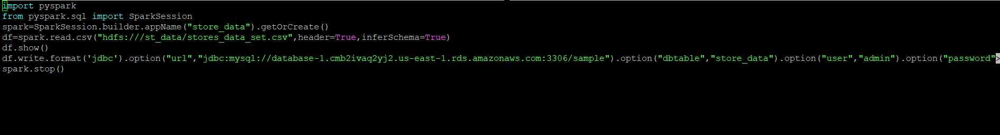 import pyspark
from pyspark.sql import SparkSession
spark=SparkSession.builder.appName("store_data").getOrCreate()
df=spark.read.csv("hdfs:///st_data/stores_data_set.csv",header=True,inferSchema=True)
df.show()
df.write.format('jdbc').option("url","jdbc:mysql://database-1.cmb2ivaq2yj2.us-east-1.rds.amazonaws.com:3306/sample").option("dbtable","store_data").option("user","admin").option("password">
spark.stop()